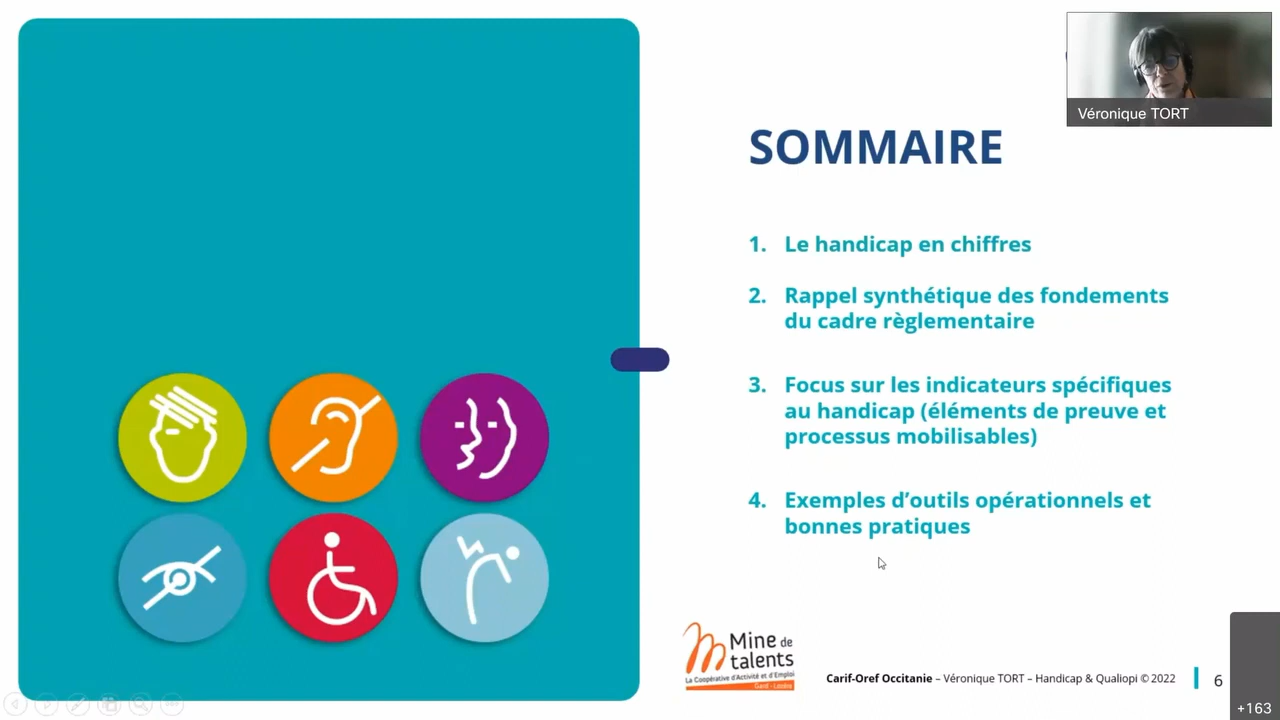 Véronique TORT
SOMMAIRE
1. Le handicap en chiffres
2. Rappel synthétique des fondements
du cadre règlementaire
3. Focus sur les indicateurs spécifiques
au handicap (éléments de preuve et
processus mobilisables)
4. Exemples d’outils opérationnels et
bonnes pratiques
Mine de
talents
La Coopérative d'Activité et d'Emploi
Gard - Lozère
Carif-Oref Occitanie – Véronique TORT – Handicap & Qualiopi © 2022
6
+163